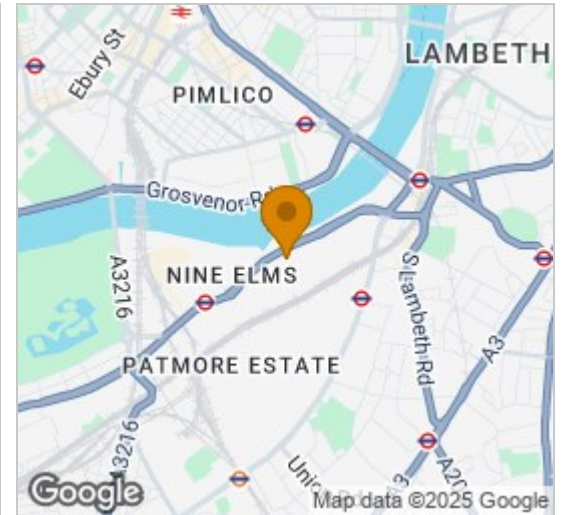 Ebury St
LAMBETH
PIMLICO
Grosvenor Rd
A3216
NINE ELMS
S Lambeth Rd
A3
PATMORE ESTATE
A3216
A3
A20
Google
Map data ©2025 Google